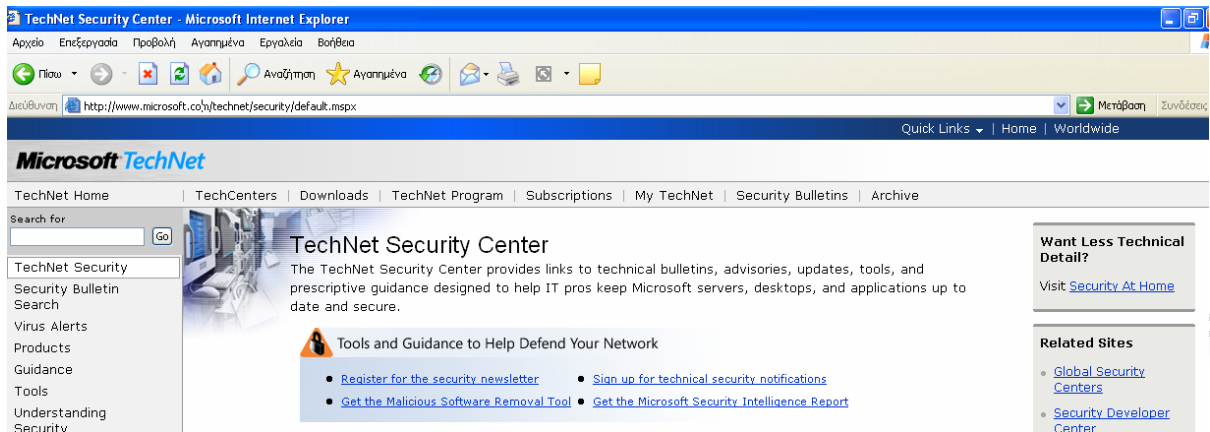 TechNet Security Center - Microsoft Internet Explorer
Αρχείο Επεξεργασία Προβολή Αγαπημένα Εργαλεία Βοήθεια
Πίσω Αναζήτηση Αγαπημένα
Διεύθυνση http://www.microsoft.co\n/technet/security/default.mspx Μετάβαση Συνδέσεις
Quick Links | Home | Worldwide
Microsoft TechNet
TechNet Home | TechCenters | Downloads | TechNet Program | Subscriptions | My TechNet | Security Bulletins | Archive
Search for
Go
TechNet Security
Security Bulletin
Search
Virus Alerts
Products
Guidance
Tools
Understanding
Security
TechNet Security Center
The TechNet Security Center provides links to technical bulletins, advisories, updates, tools, and
prescriptive guidance designed to help IT pros keep Microsoft servers, desktops, and applications up to
date and secure.
Tools and Guidance to Help Defend Your Network
• Register for the security newsletter • Sign up for technical security notifications
• Get the Malicious Software Removal Tool • Get the Microsoft Security Intelligence Report
Want Less Technical
Detail?
Visit Security At Home
Related Sites
• Global Security
Centers
• Security Developer
Center